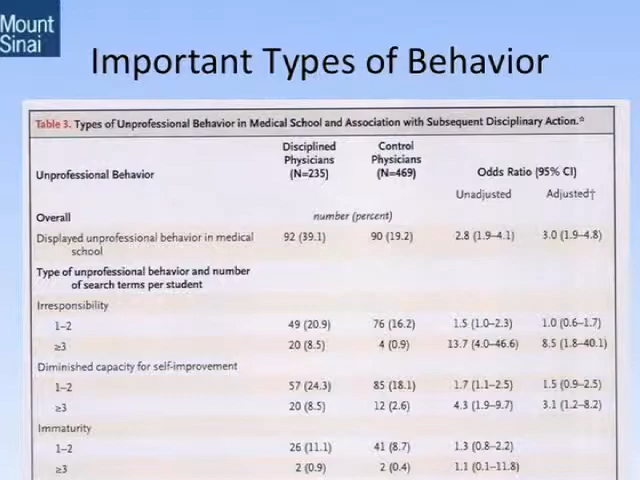 Mount
Sinai
Important Types of Behavior
Table 3. Types of Unprofessional Behavior in Medical School and Association with Subsequent Disciplinary Action.*
Unprofessional Behavior
Disciplined Physicians (N=235)
Control Physicians (N=469)
Odds Ratio (95% CI)
Unadjusted Adjusted†
Overall number (percent)
Displayed unprofessional behavior in medical 92 (39.1) 90 (19.2) 2.8 (1.9–4.1) 3.0 (1.9–4.8)
school
Type of unprofessional behavior and number
of search terms per student
Irresponsibility
1–2 49 (20.9) 76 (16.2) 1.5 (1.0–2.3) 1.0 (0.6–1.7)
≥3 20 (8.5) 4 (0.9) 13.7 (4.0–46.6) 8.5 (1.8–40.1)
Diminished capacity for self-improvement
1–2 57 (24.3) 85 (18.1) 1.7 (1.1–2.5) 1.5 (0.9–2.5)
≥3 20 (8.5) 12 (2.6) 4.3 (1.9–9.7) 3.1 (1.2–8.2)
Immaturity
1–2 26 (11.1) 41 (8.7) 1.3 (0.8–2.2)
≥3 2 (0.9) 2 (0.4) 1.1 (0.1–11.8)